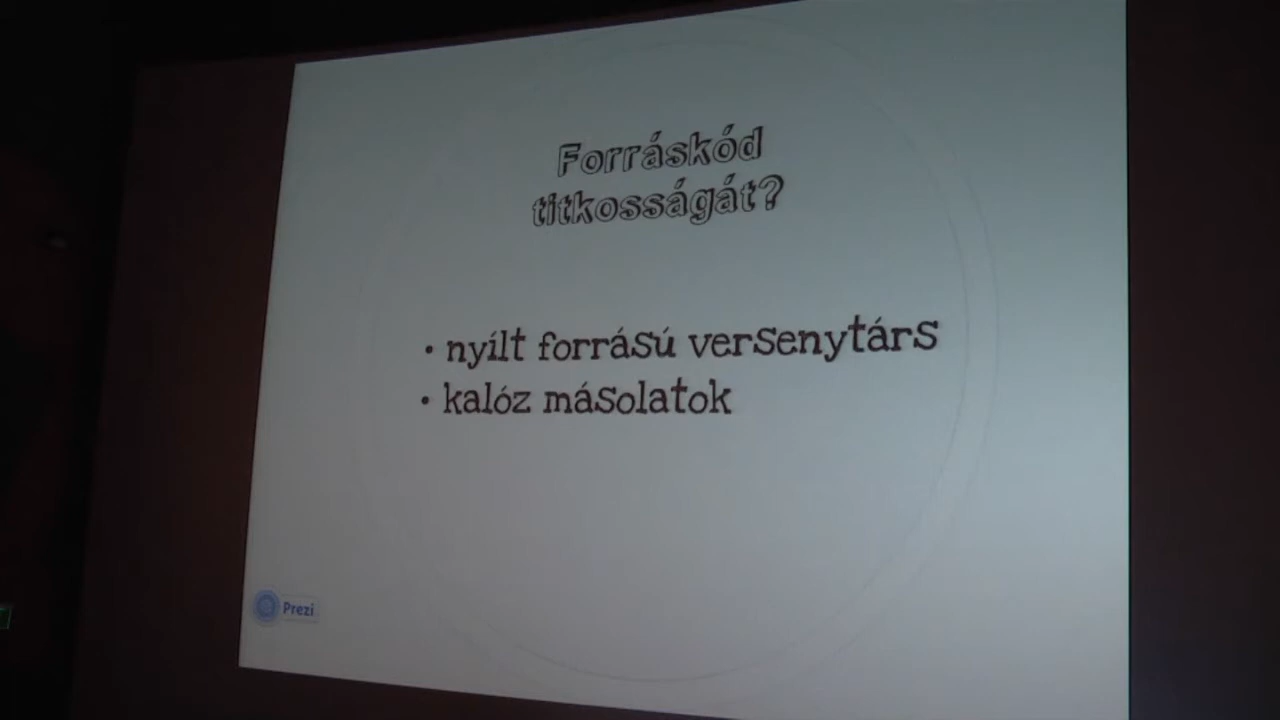 Forráskód
titkosságát?
• nyílt forrású versenytárs
• kalóz másolatok
Prezi